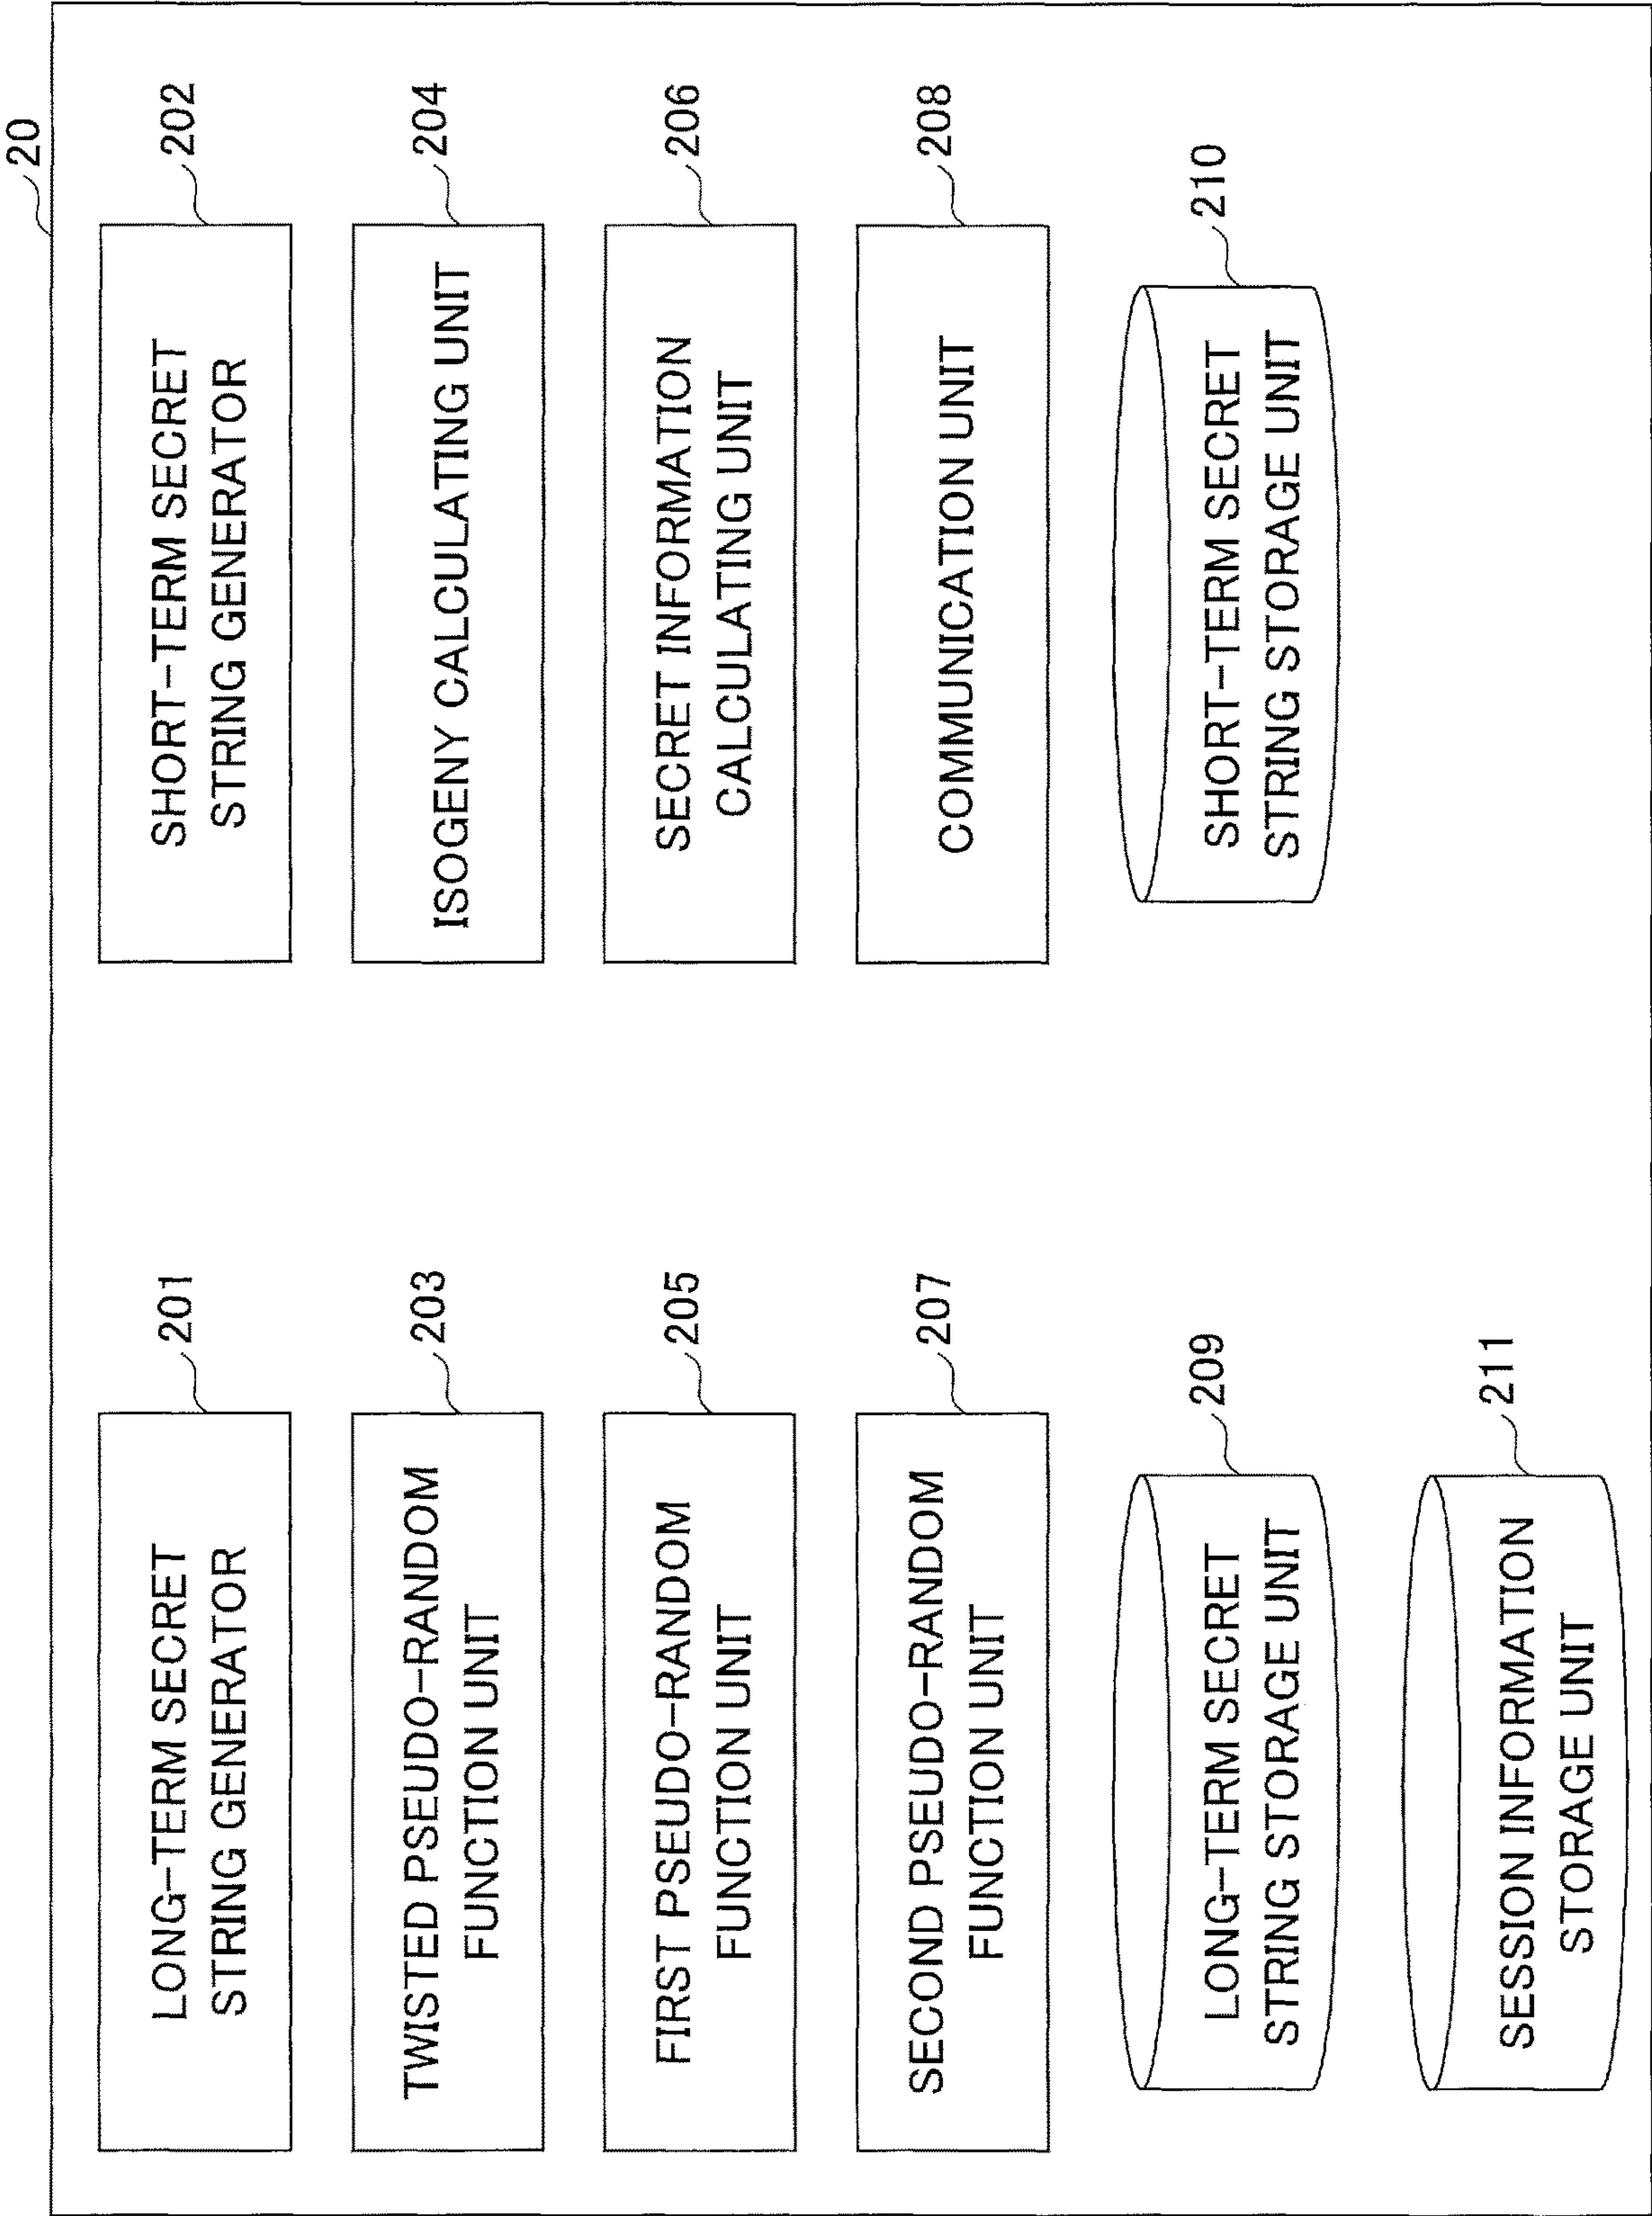 20
201
LONG-TERM SECRET
STRING GENERATOR
202
SHORT-TERM SECRET
STRING GENERATOR
203
TWISTED PSEUDO-RANDOM
FUNCTION UNIT
204
ISOGENY CALCULATING UNIT
205
FIRST PSEUDO-RANDOM
FUNCTION UNIT
206
SECRET INFORMATION
CALCULATING UNIT
207
SECOND PSEUDO-RANDOM
FUNCTION UNIT
208
COMMUNICATION UNIT
209
LONG-TERM SECRET
STRING STORAGE UNIT
210
SHORT-TERM SECRET
STRING STORAGE UNIT
211
SESSION INFORMATION
STORAGE UNIT